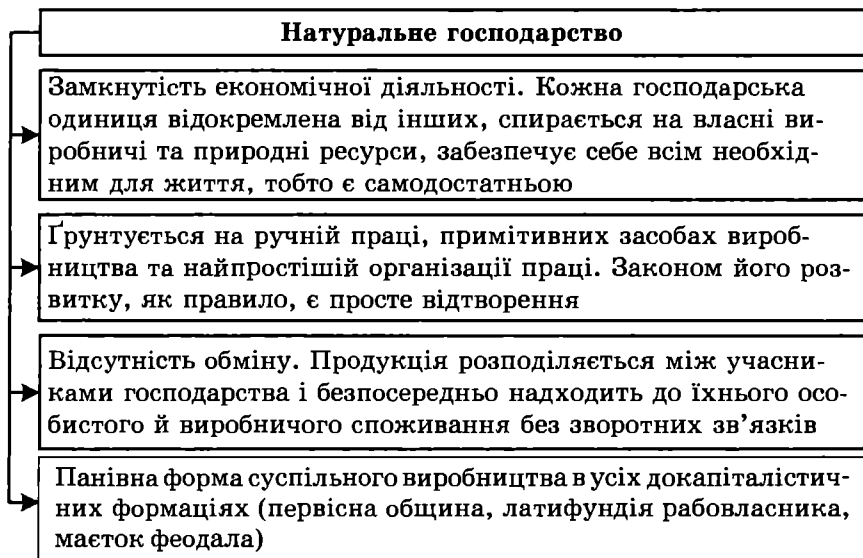 Натуральне господарство
Замкнутість економічної діяльності. Кожна господарська
одиниця відокремлена від інших, спирається на власні ви-
робничі та природні ресурси, забезпечує себе всім необхід-
ним для життя, тобто є самодостатньою
Ґрунтується на ручній праці, примітивних засобах вироб-
ництва та найпростішій організації праці. Законом його роз-
витку, як правило, є просте відтворення
Відсутність обміну. Продукція розподіляється між учасни-
ками господарства і безпосередньо надходить до їхнього осо-
бистого й виробничого споживання без зворотних зв’язків
Панівна форма суспільного виробництва в усіх докапіталістич-
них формаціях (первісна община, латифундія рабовласника,
маєток феодала)